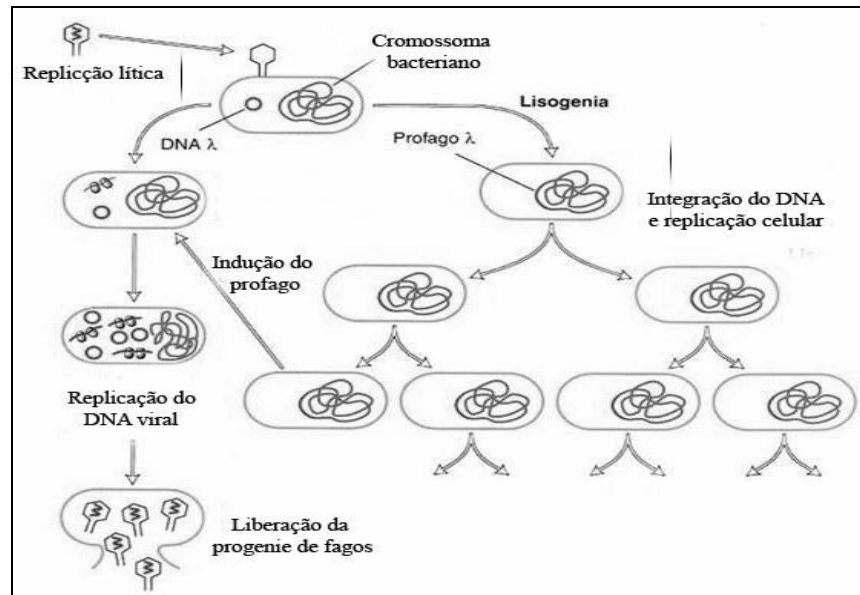 Cromossoma
bacteriano
Replicção lítica
Lisogenia
DNA λ
Profago λ
Integração do DNA
e replicação celular
Indução do
profago
Replicação do
DNA viral
Liberação da
progenie de fagos